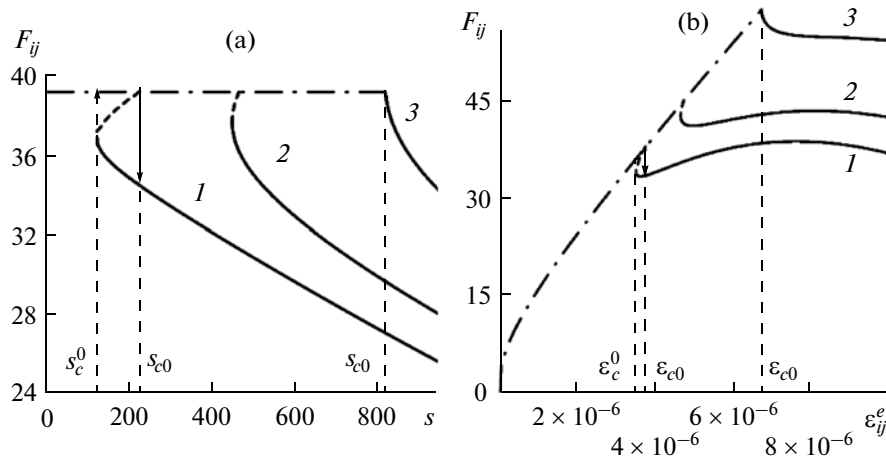 F_ij (a)
40
36
32
28
24
1
2
3
s_c^0
s_c0
s_c0
0 200 400 600 800 s
F_ij (b)
45
30
15
0
3
2
1
ε_c^0
ε_c0
ε_c0
2 × 10^-6 6 × 10^-6 ε_ij^e
4 × 10^-6 8 × 10^-6